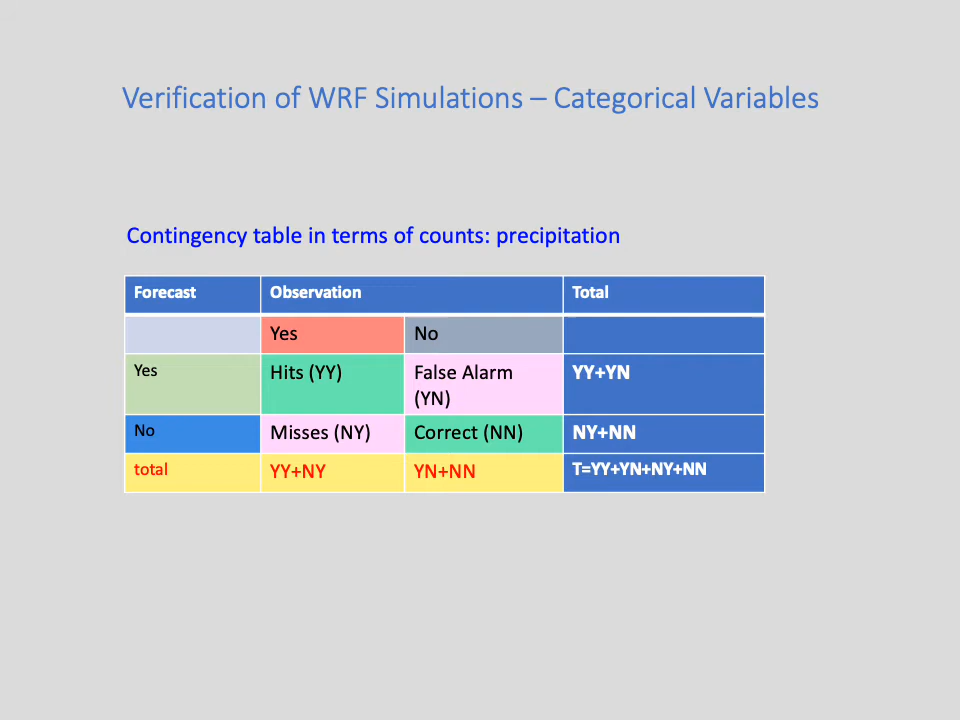 Verification of WRF Simulations – Categorical Variables
Contingency table in terms of counts: precipitation
Forecast Observation Total
Yes No
Yes Hits (YY) False Alarm (YN) YY+YN
No Misses (NY) Correct (NN) NY+NN
total YY+NY YN+NN T=YY+YN+NY+NN